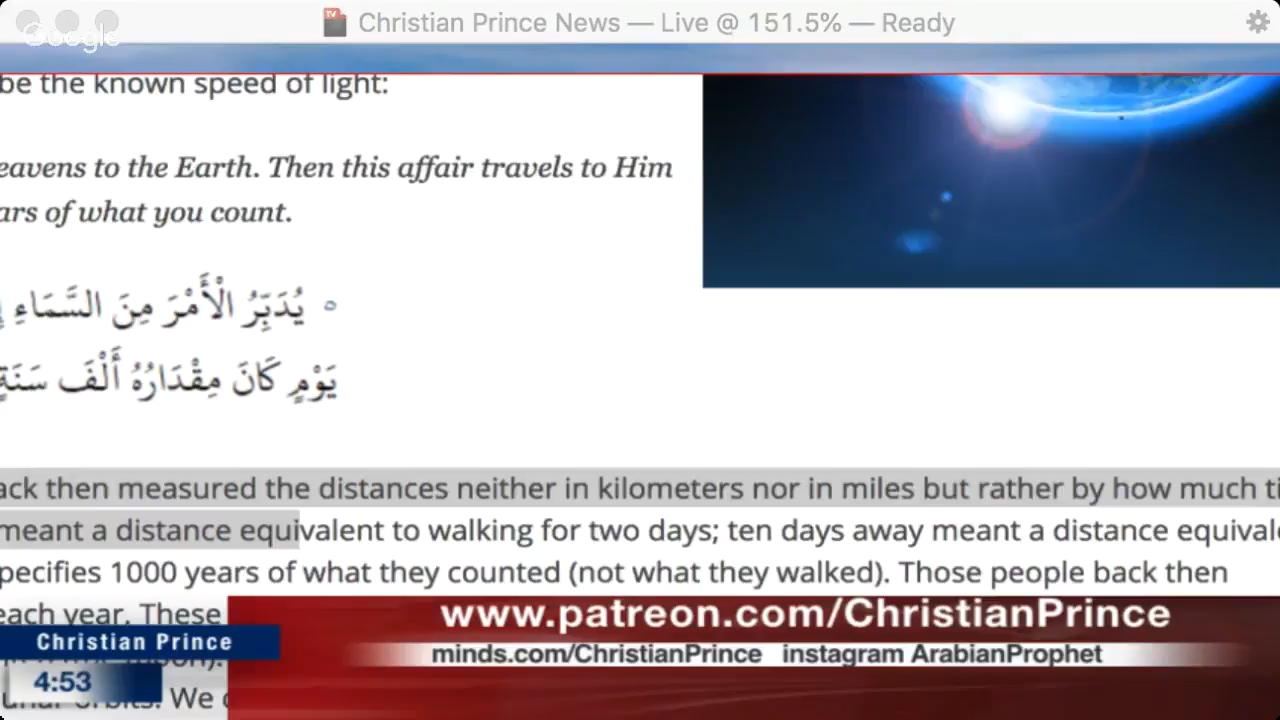 Christian Prince News — Live @ 151.5% — Ready
Google
be the known speed of light:
eavens to the Earth. Then this affair travels to Him
ars of what you count.
يُدَبِّرُ الْأَمْرَ مِنَ السَّمَاءِ
يَوْمٍ كَانَ مِقْدَارُهُ أَلْفَ سَنَةٍ
ack then measured the distances neither in kilometers nor in miles but rather by how much ti
meant a distance equivalent to walking for two days; ten days away meant a distance equivale
pecifies 1000 years of what they counted (not what they walked). Those people back then
each year. These
www.patreon.com/ChristianPrince
Christian Prince
minds.com/ChristianPrince instagram ArabianProphet
4:53
We